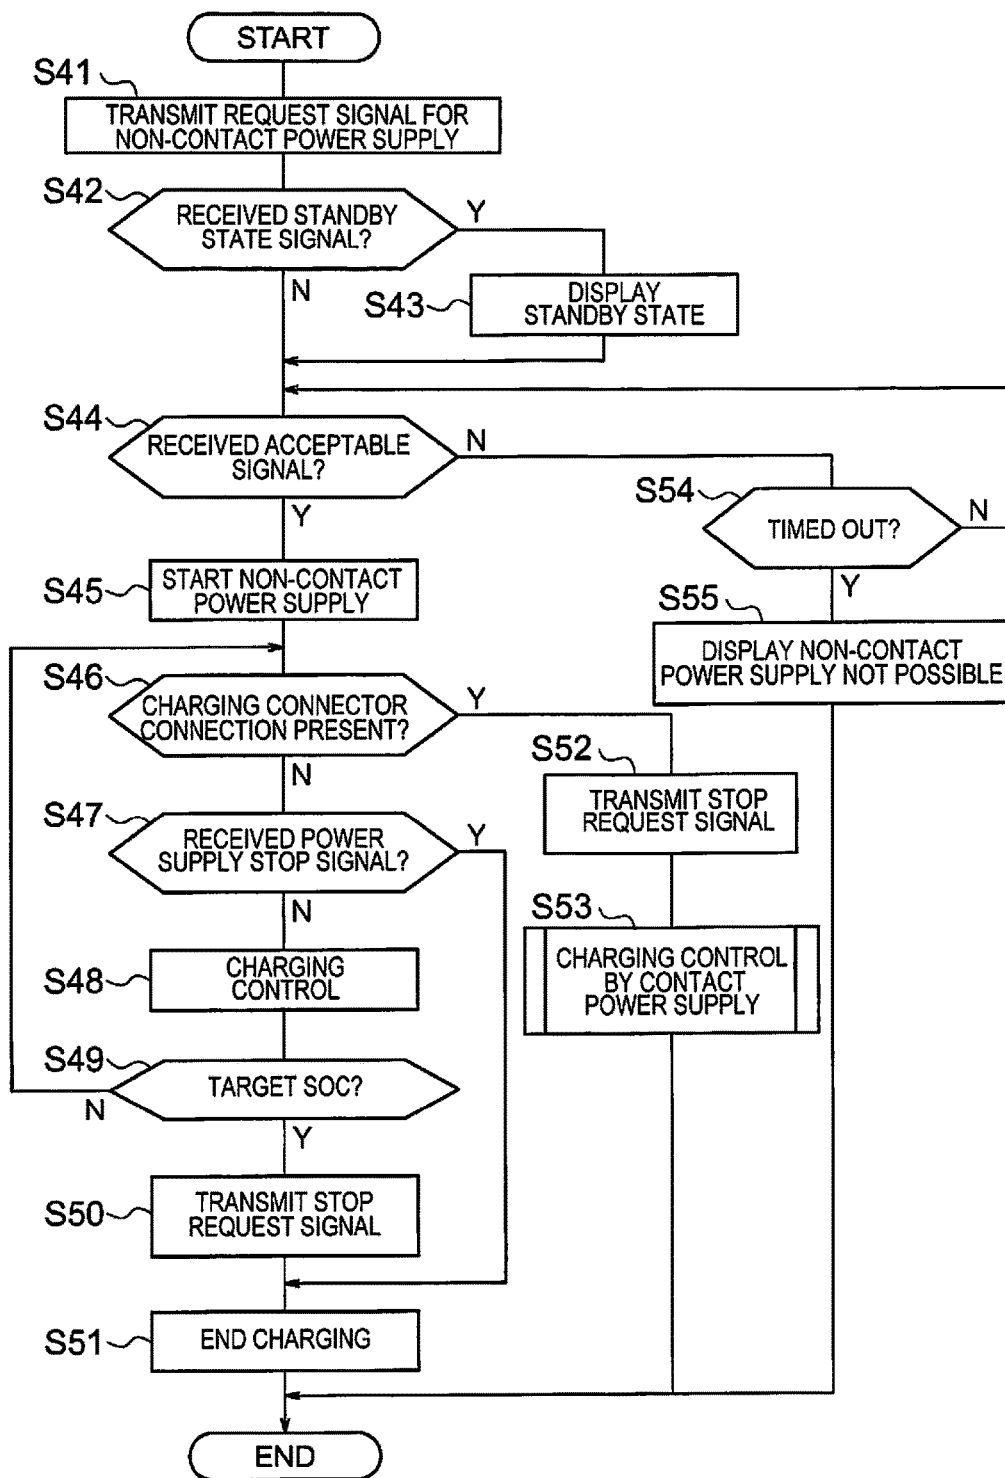 START
S41
TRANSMIT REQUEST SIGNAL FOR
NON-CONTACT POWER SUPPLY
S42
RECEIVED STANDBY
STATE SIGNAL?
Y
N
S43
DISPLAY
STANDBY STATE
S44
RECEIVED ACCEPTABLE
SIGNAL?
N
Y
S54
TIMED OUT?
N
Y
S45
START NON-CONTACT
POWER SUPPLY
S55
DISPLAY NON-CONTACT
POWER SUPPLY NOT POSSIBLE
S46
CHARGING CONNECTOR
CONNECTION PRESENT?
Y
N
S52
TRANSMIT STOP
REQUEST SIGNAL
S47
RECEIVED POWER
SUPPLY STOP SIGNAL?
Y
N
S53
CHARGING CONTROL
BY CONTACT
POWER SUPPLY
S48
CHARGING
CONTROL
S49
TARGET SOC?
N
Y
S50
TRANSMIT STOP
REQUEST SIGNAL
S51
END CHARGING
END